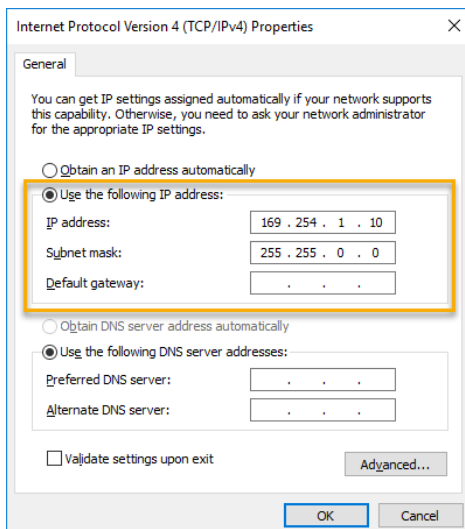 Internet Protocol Version 4 (TCP/IPv4) Properties
General
You can get IP settings assigned automatically if your network supports
this capability. Otherwise, you need to ask your network administrator
for the appropriate IP settings.
Obtain an IP address automatically
Use the following IP address:
IP address: 169 . 254 . 1 . 10
Subnet mask: 255 . 255 . 0 . 0
Default gateway: . . .
Obtain DNS server address automatically
Use the following DNS server addresses:
Preferred DNS server: . . .
Alternate DNS server: . . .
Validate settings upon exit
Advanced...
OK Cancel